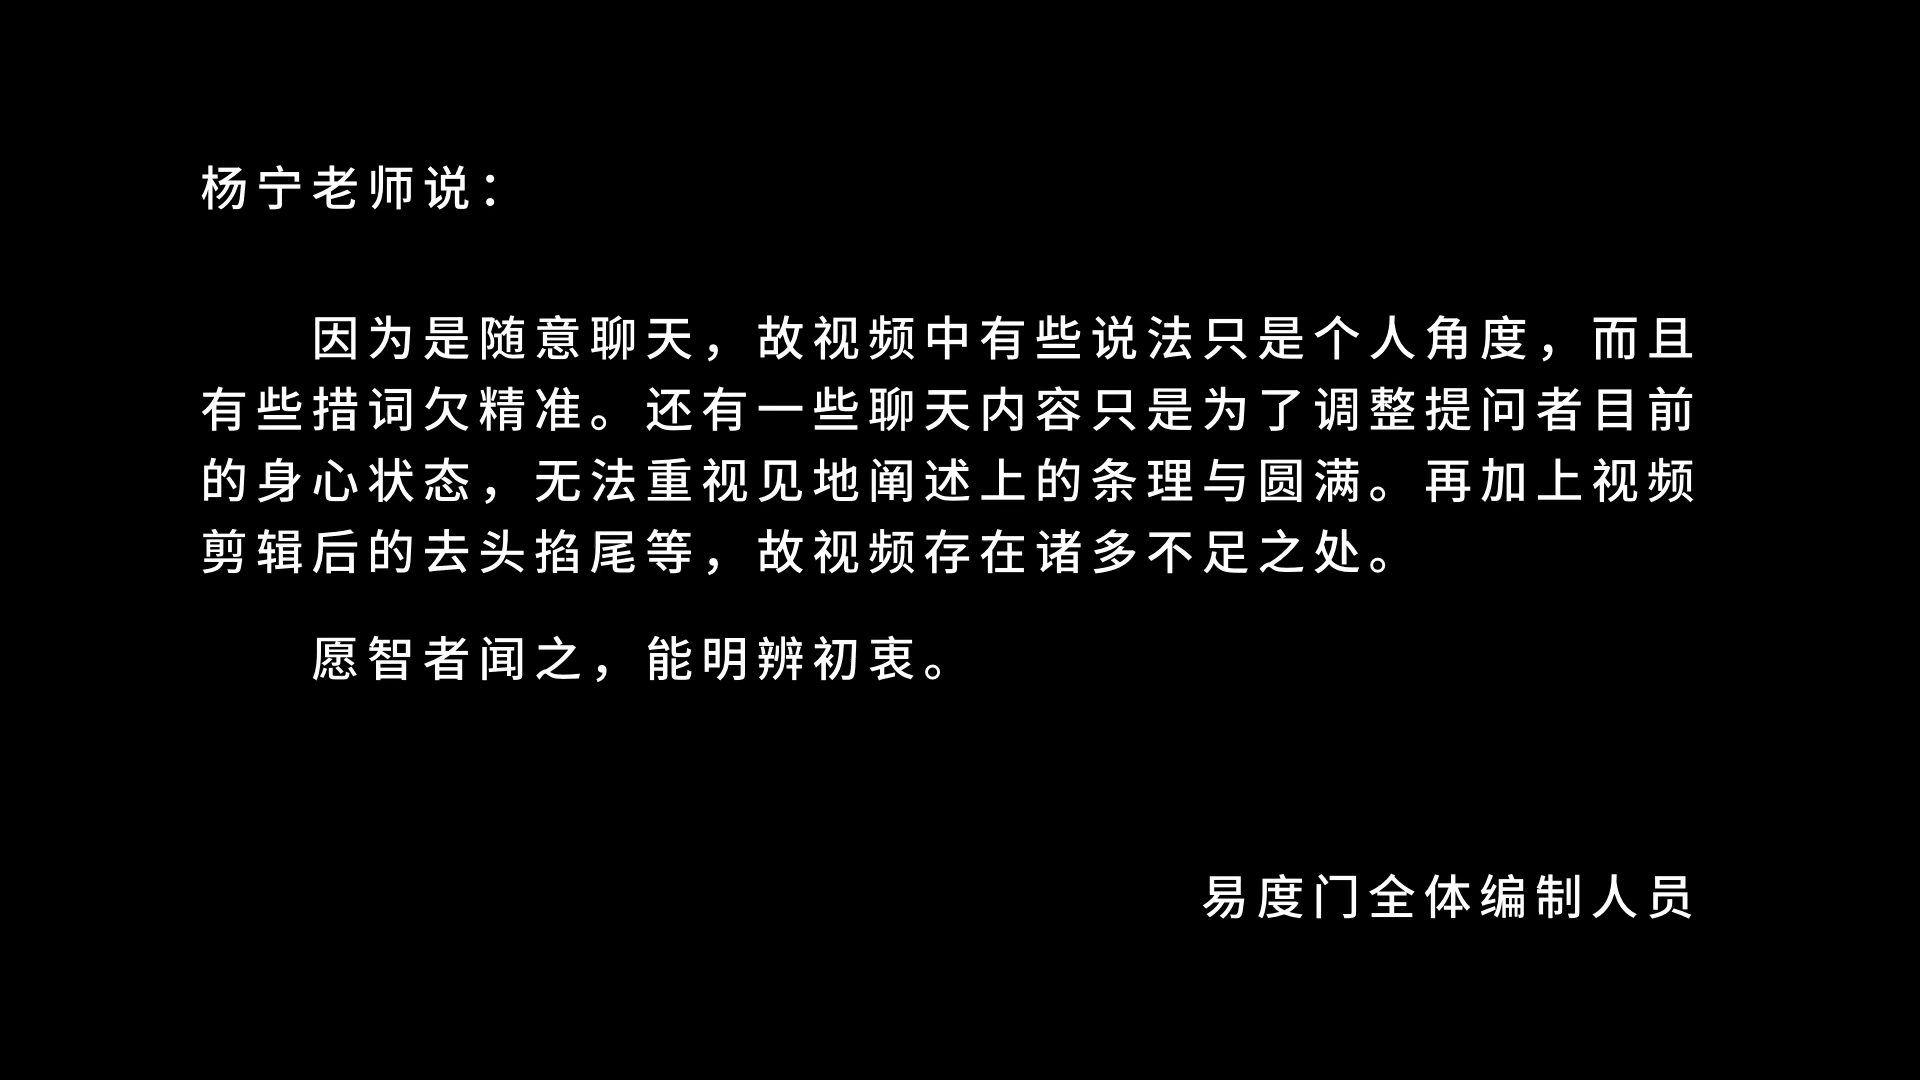 杨宁老师说：
因为是随意聊天，故视频中有些说法只是个人角度，而且
有些措词欠精准。还有一些聊天内容只是为了调整提问者目前
的身心状态，无法重视见地阐述上的条理与圆满。再加上视频
剪辑后的去头掐尾等，故视频存在诸多不足之处。
愿智者闻之，能明辨初衷。
易度门全体编制人员